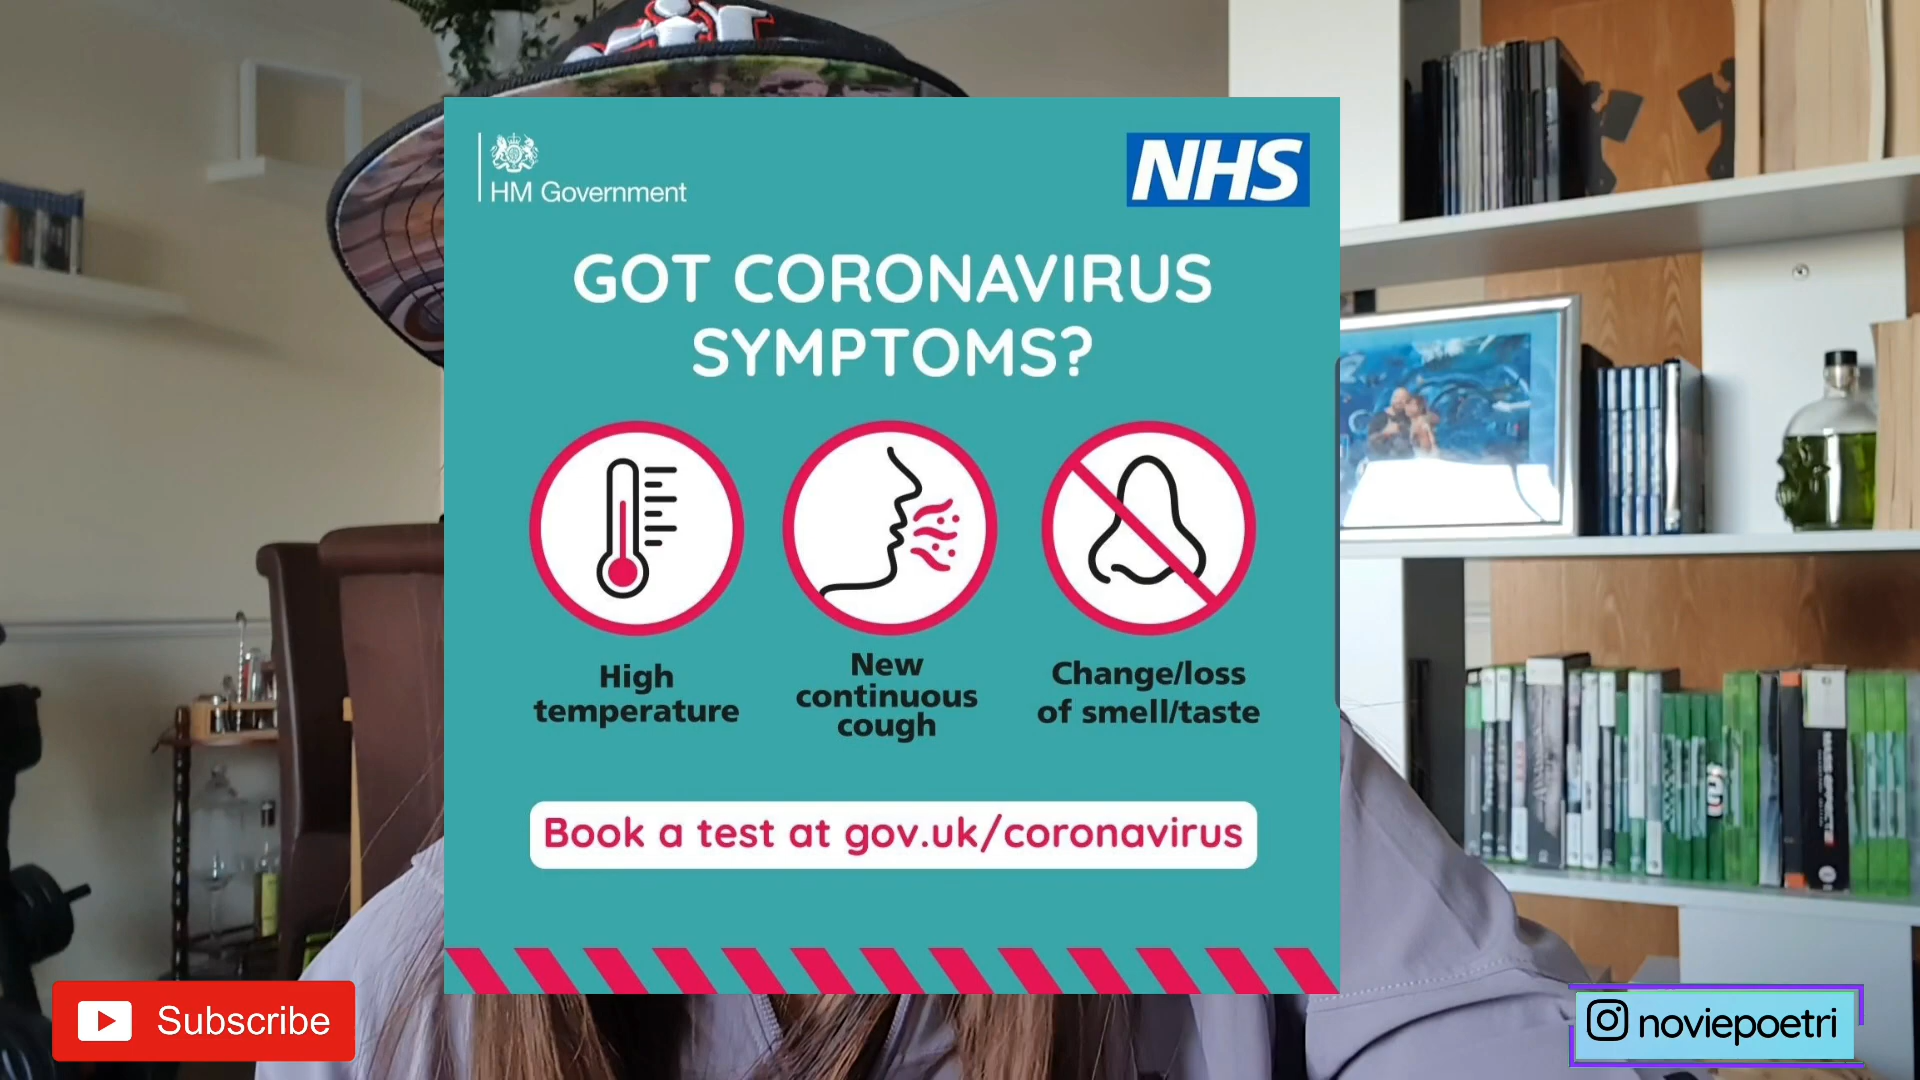 HM Government
NHS
GOT CORONAVIRUS
SYMPTOMS?
High
temperature
New
continuous
cough
Change/loss
of smell/taste
Book a test at gov.uk/coronavirus
Subscribe
noviepoetri